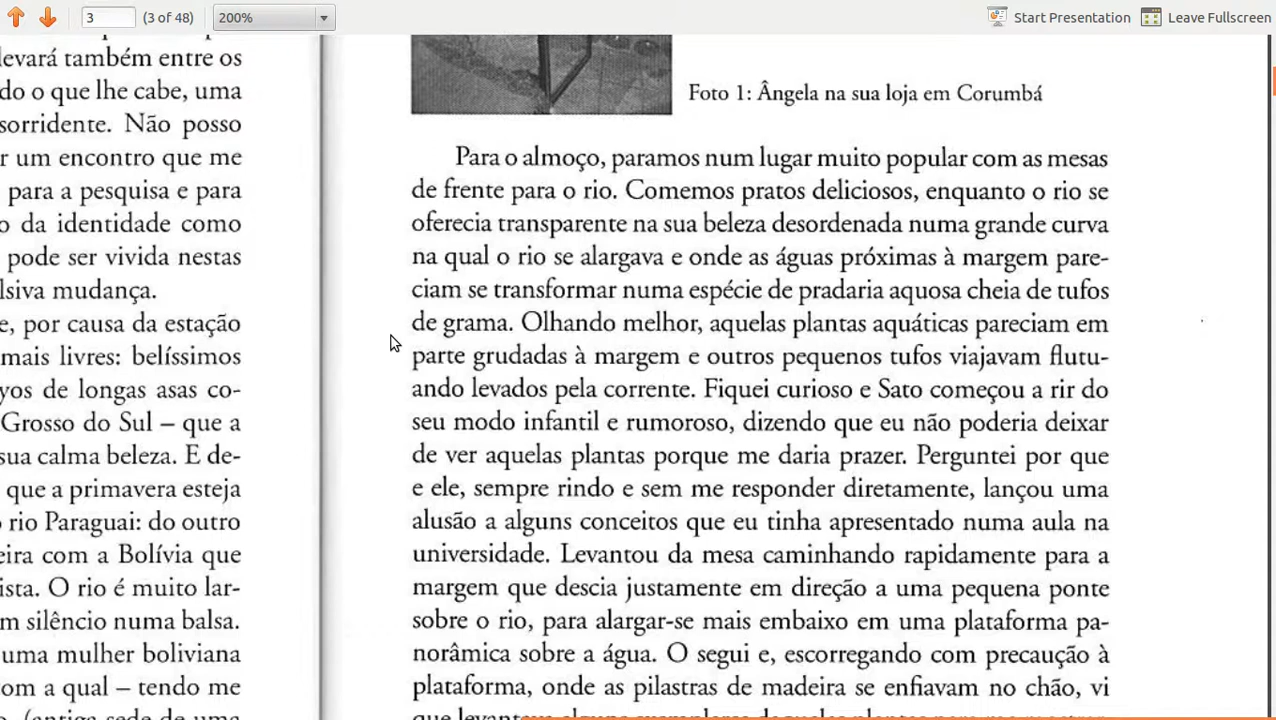 3 (3 of 48) 200% Start Presentation Leave Fullscreen
levará também entre os
do o que lhe cabe, uma
sorridente. Não posso
r um encontro que me
para a pesquisa e para
o da identidade como
pode ser vivida nestas
lsiva mudança.
e, por causa da estação
mais livres: belíssimos
yos de longas asas co-
Grosso do Sul – que a
sua calma beleza. E de-
que a primavera esteja
rio Paraguai: do outro
eira com a Bolívia que
ista. O rio é muito lar-
m silêncio numa balsa.
uma mulher boliviana
om a qual – tendo me
o, (antiga sede de uma
Foto 1: Ângela na sua loja em Corumbá
Para o almoço, paramos num lugar muito popular com as mesas
de frente para o rio. Comemos pratos deliciosos, enquanto o rio se
oferecia transparente na sua beleza desordenada numa grande curva
na qual o rio se alargava e onde as águas próximas à margem pare-
ciam se transformar numa espécie de pradaria aquosa cheia de tufos
de grama. Olhando melhor, aquelas plantas aquáticas pareciam em
parte grudadas à margem e outros pequenos tufos viajavam flutu-
ando levados pela corrente. Fiquei curioso e Sato começou a rir do
seu modo infantil e rumoroso, dizendo que eu não poderia deixar
de ver aquelas plantas porque me daria prazer. Perguntei por que
e ele, sempre rindo e sem me responder diretamente, lançou uma
alusão a alguns conceitos que eu tinha apresentado numa aula na
universidade. Levantou da mesa caminhando rapidamente para a
margem que descia justamente em direção a uma pequena ponte
sobre o rio, para alargar-se mais embaixo em uma plataforma pa-
norâmica sobre a água. O segui e, escorregando com precaução à
plataforma, onde as pilastras de madeira se enfiavam no chão, vi
que